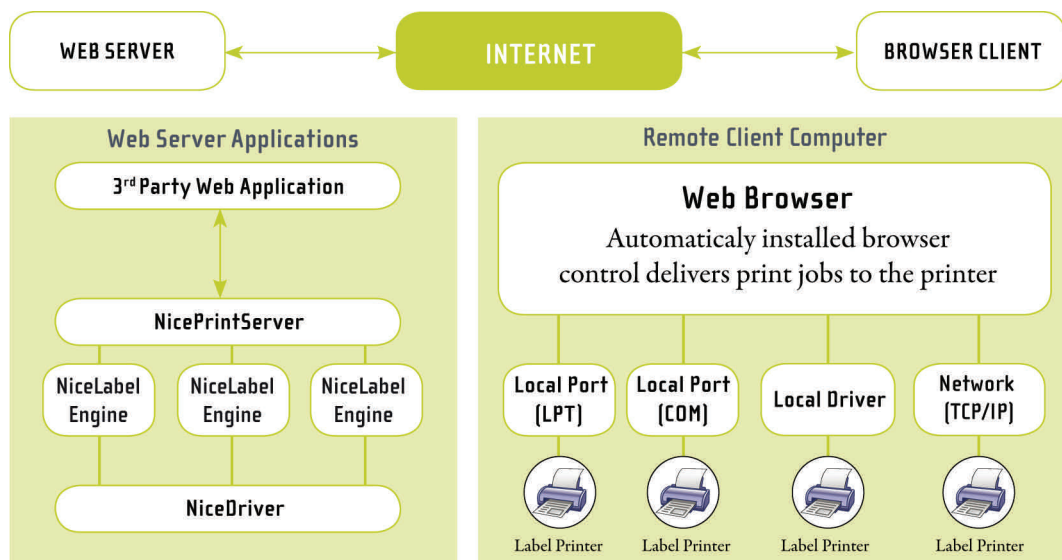 WEB SERVER
INTERNET
BROWSER CLIENT
Web Server Applications
3rd Party Web Application
NicePrintServer
NiceLabel
Engine
NiceLabel
Engine
NiceLabel
Engine
NiceDriver
Remote Client Computer
Web Browser
Automaticaly installed browser
control delivers print jobs to the printer
Local Port
(LPT)
Local Port
(COM)
Local Driver
Network
(TCP/IP)
Label Printer
Label Printer
Label Printer
Label Printer